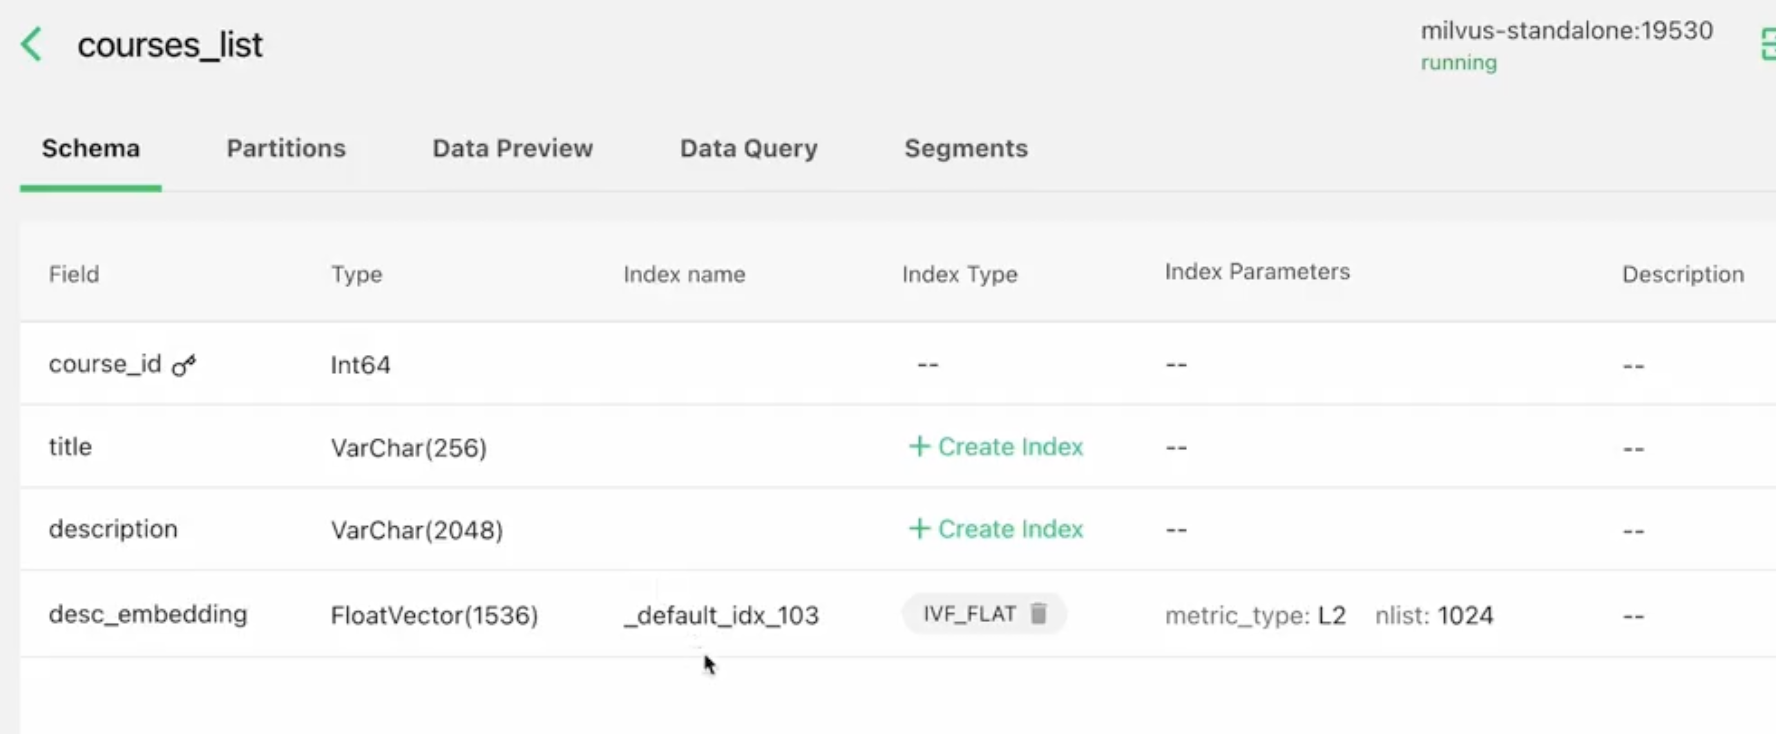 courses_list
milvus-standalone:19530
running
Schema Partitions Data Preview Data Query Segments
Field Type Index name Index Type Index Parameters Description
course_id Int64 -- -- --
title VarChar(256) + Create Index -- --
description VarChar(2048) + Create Index -- --
desc_embedding FloatVector(1536) _default_idx_103 IVF_FLAT metric_type: L2 nlist: 1024 --